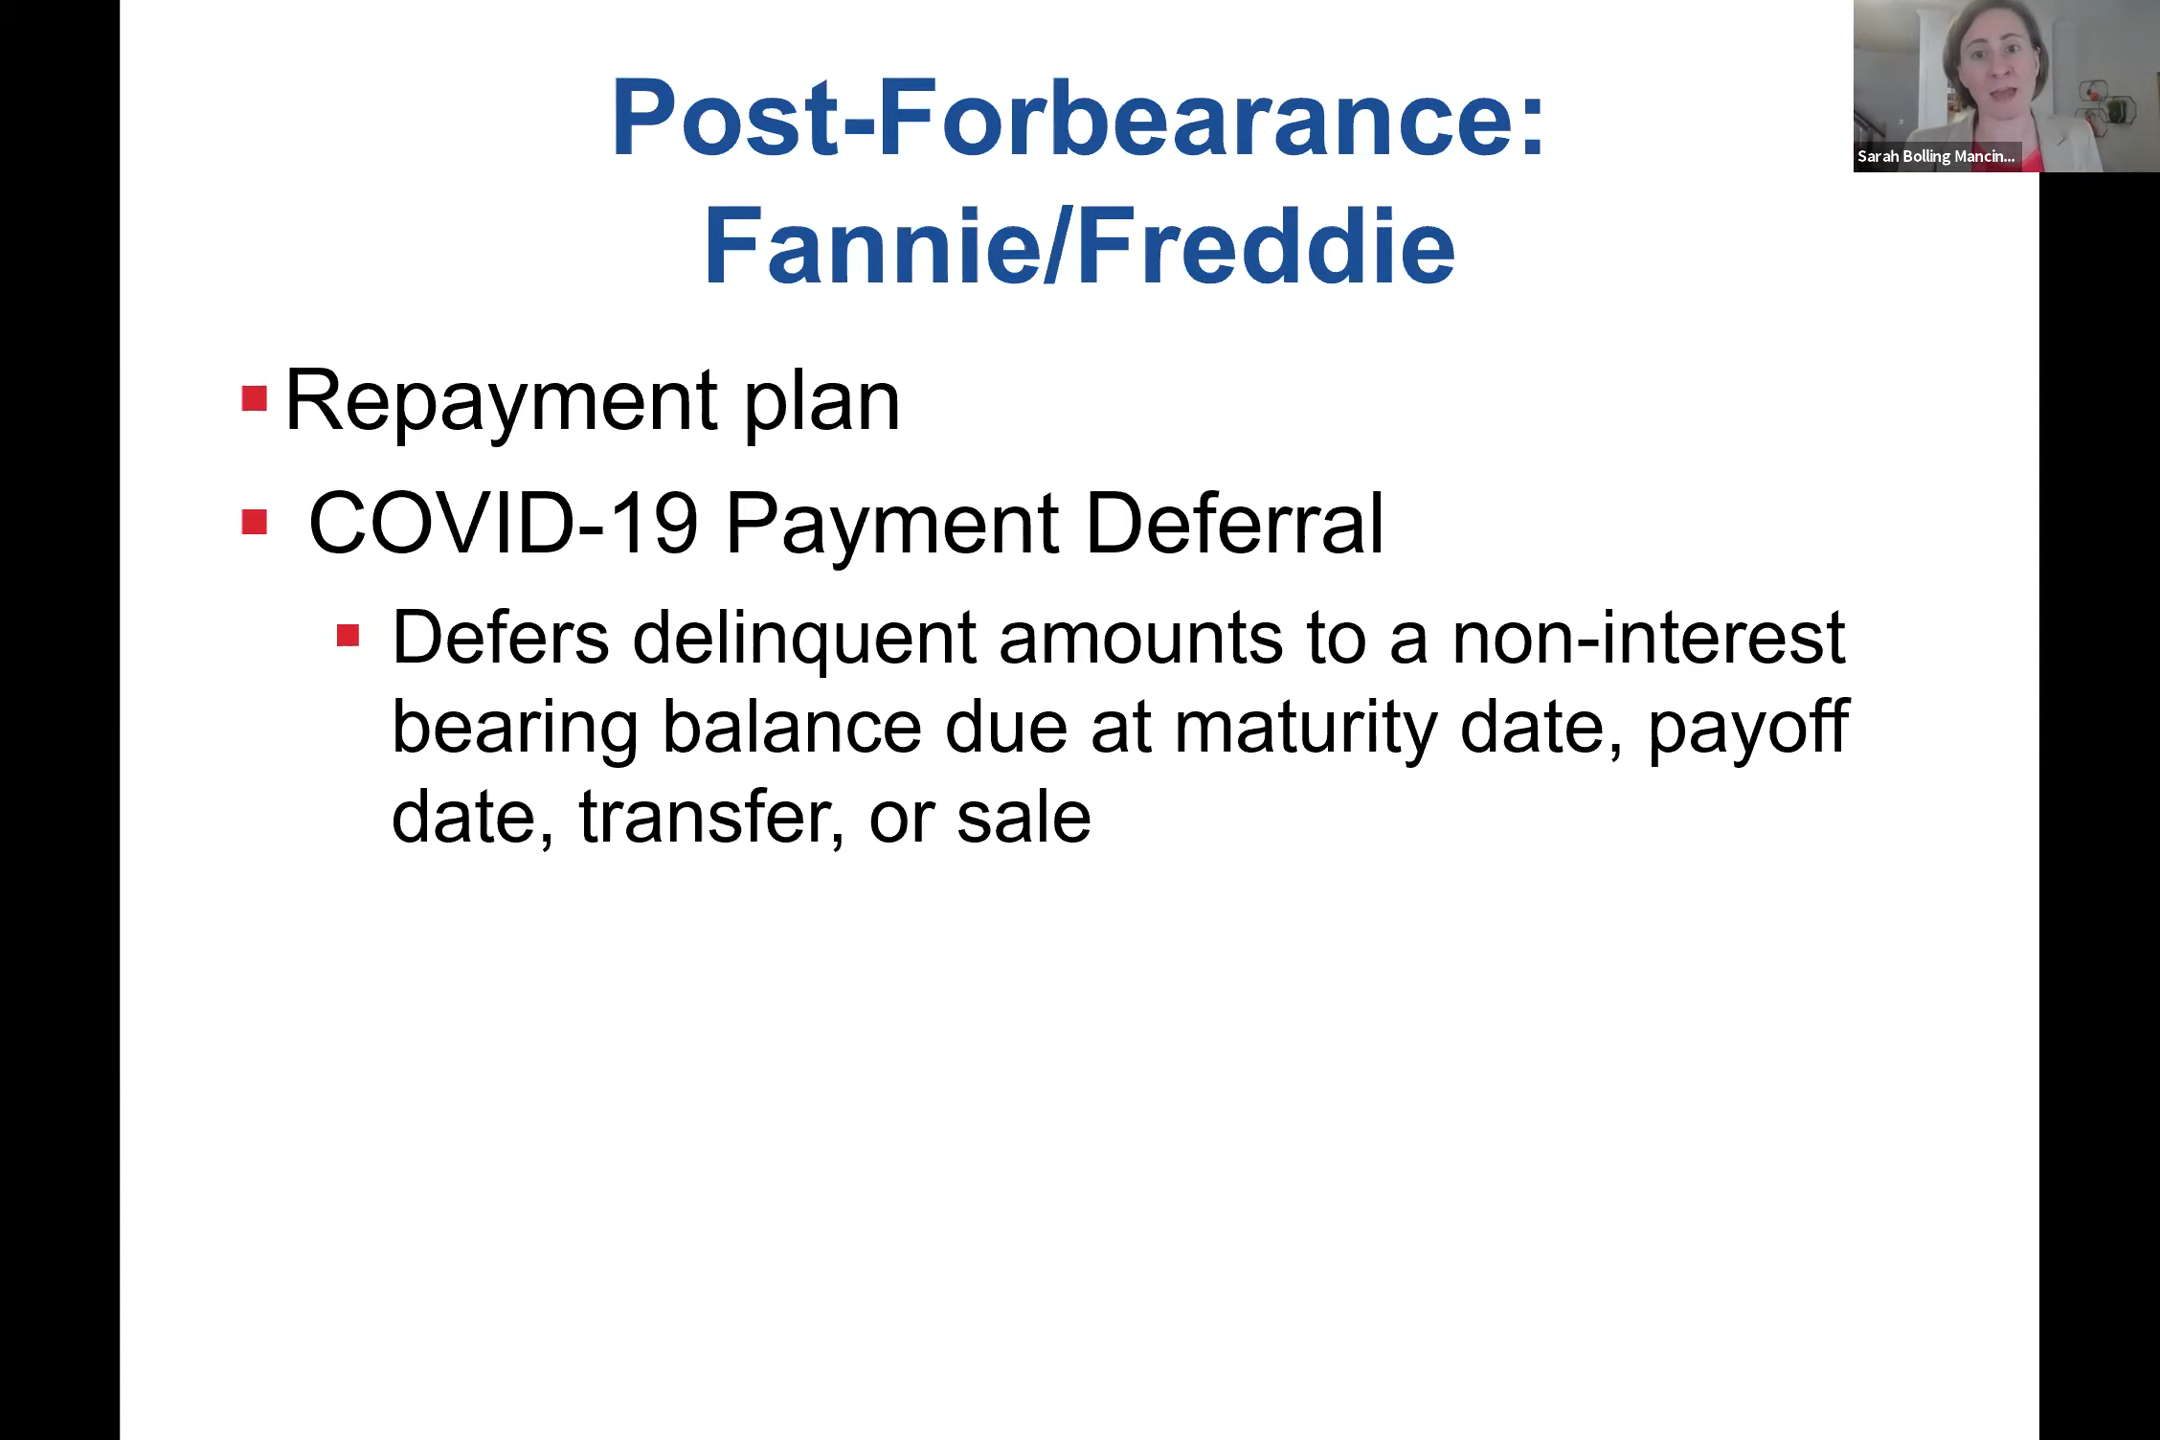 Post-Forbearance:
Fannie/Freddie
Sarah Bolling Mancin...
Repayment plan
COVID-19 Payment Deferral
Defers delinquent amounts to a non-interest
bearing balance due at maturity date, payoff
date, transfer, or sale